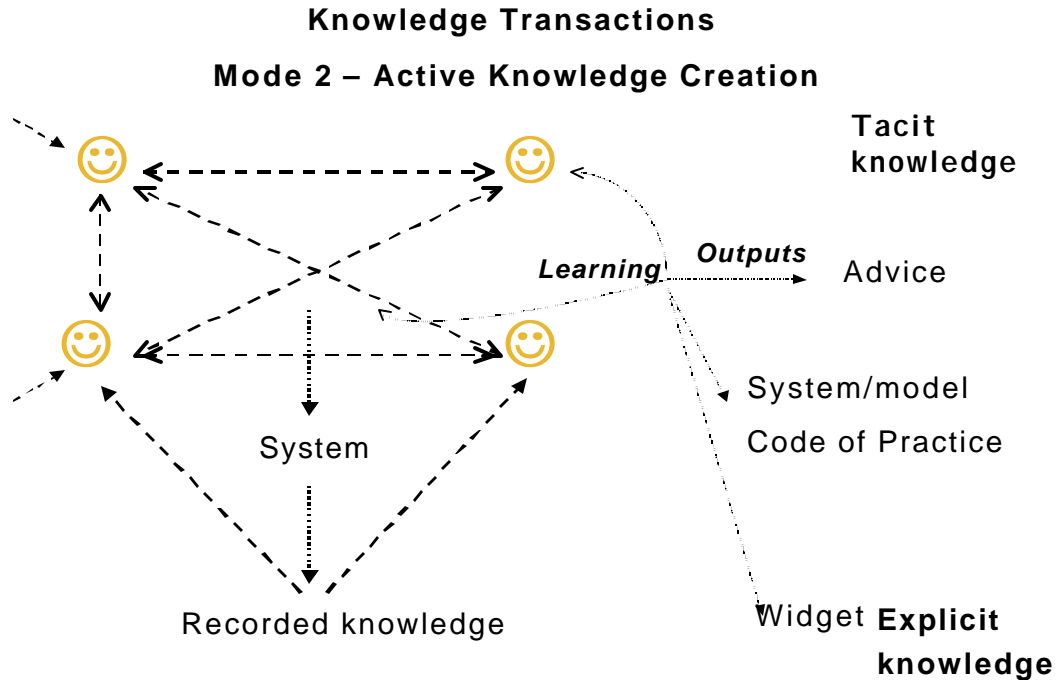 Knowledge Transactions
Mode 2 – Active Knowledge Creation
Tacit
knowledge
Learning
Outputs
Advice
System/model
Code of Practice
System
Recorded knowledge
Widget
Explicit
knowledge